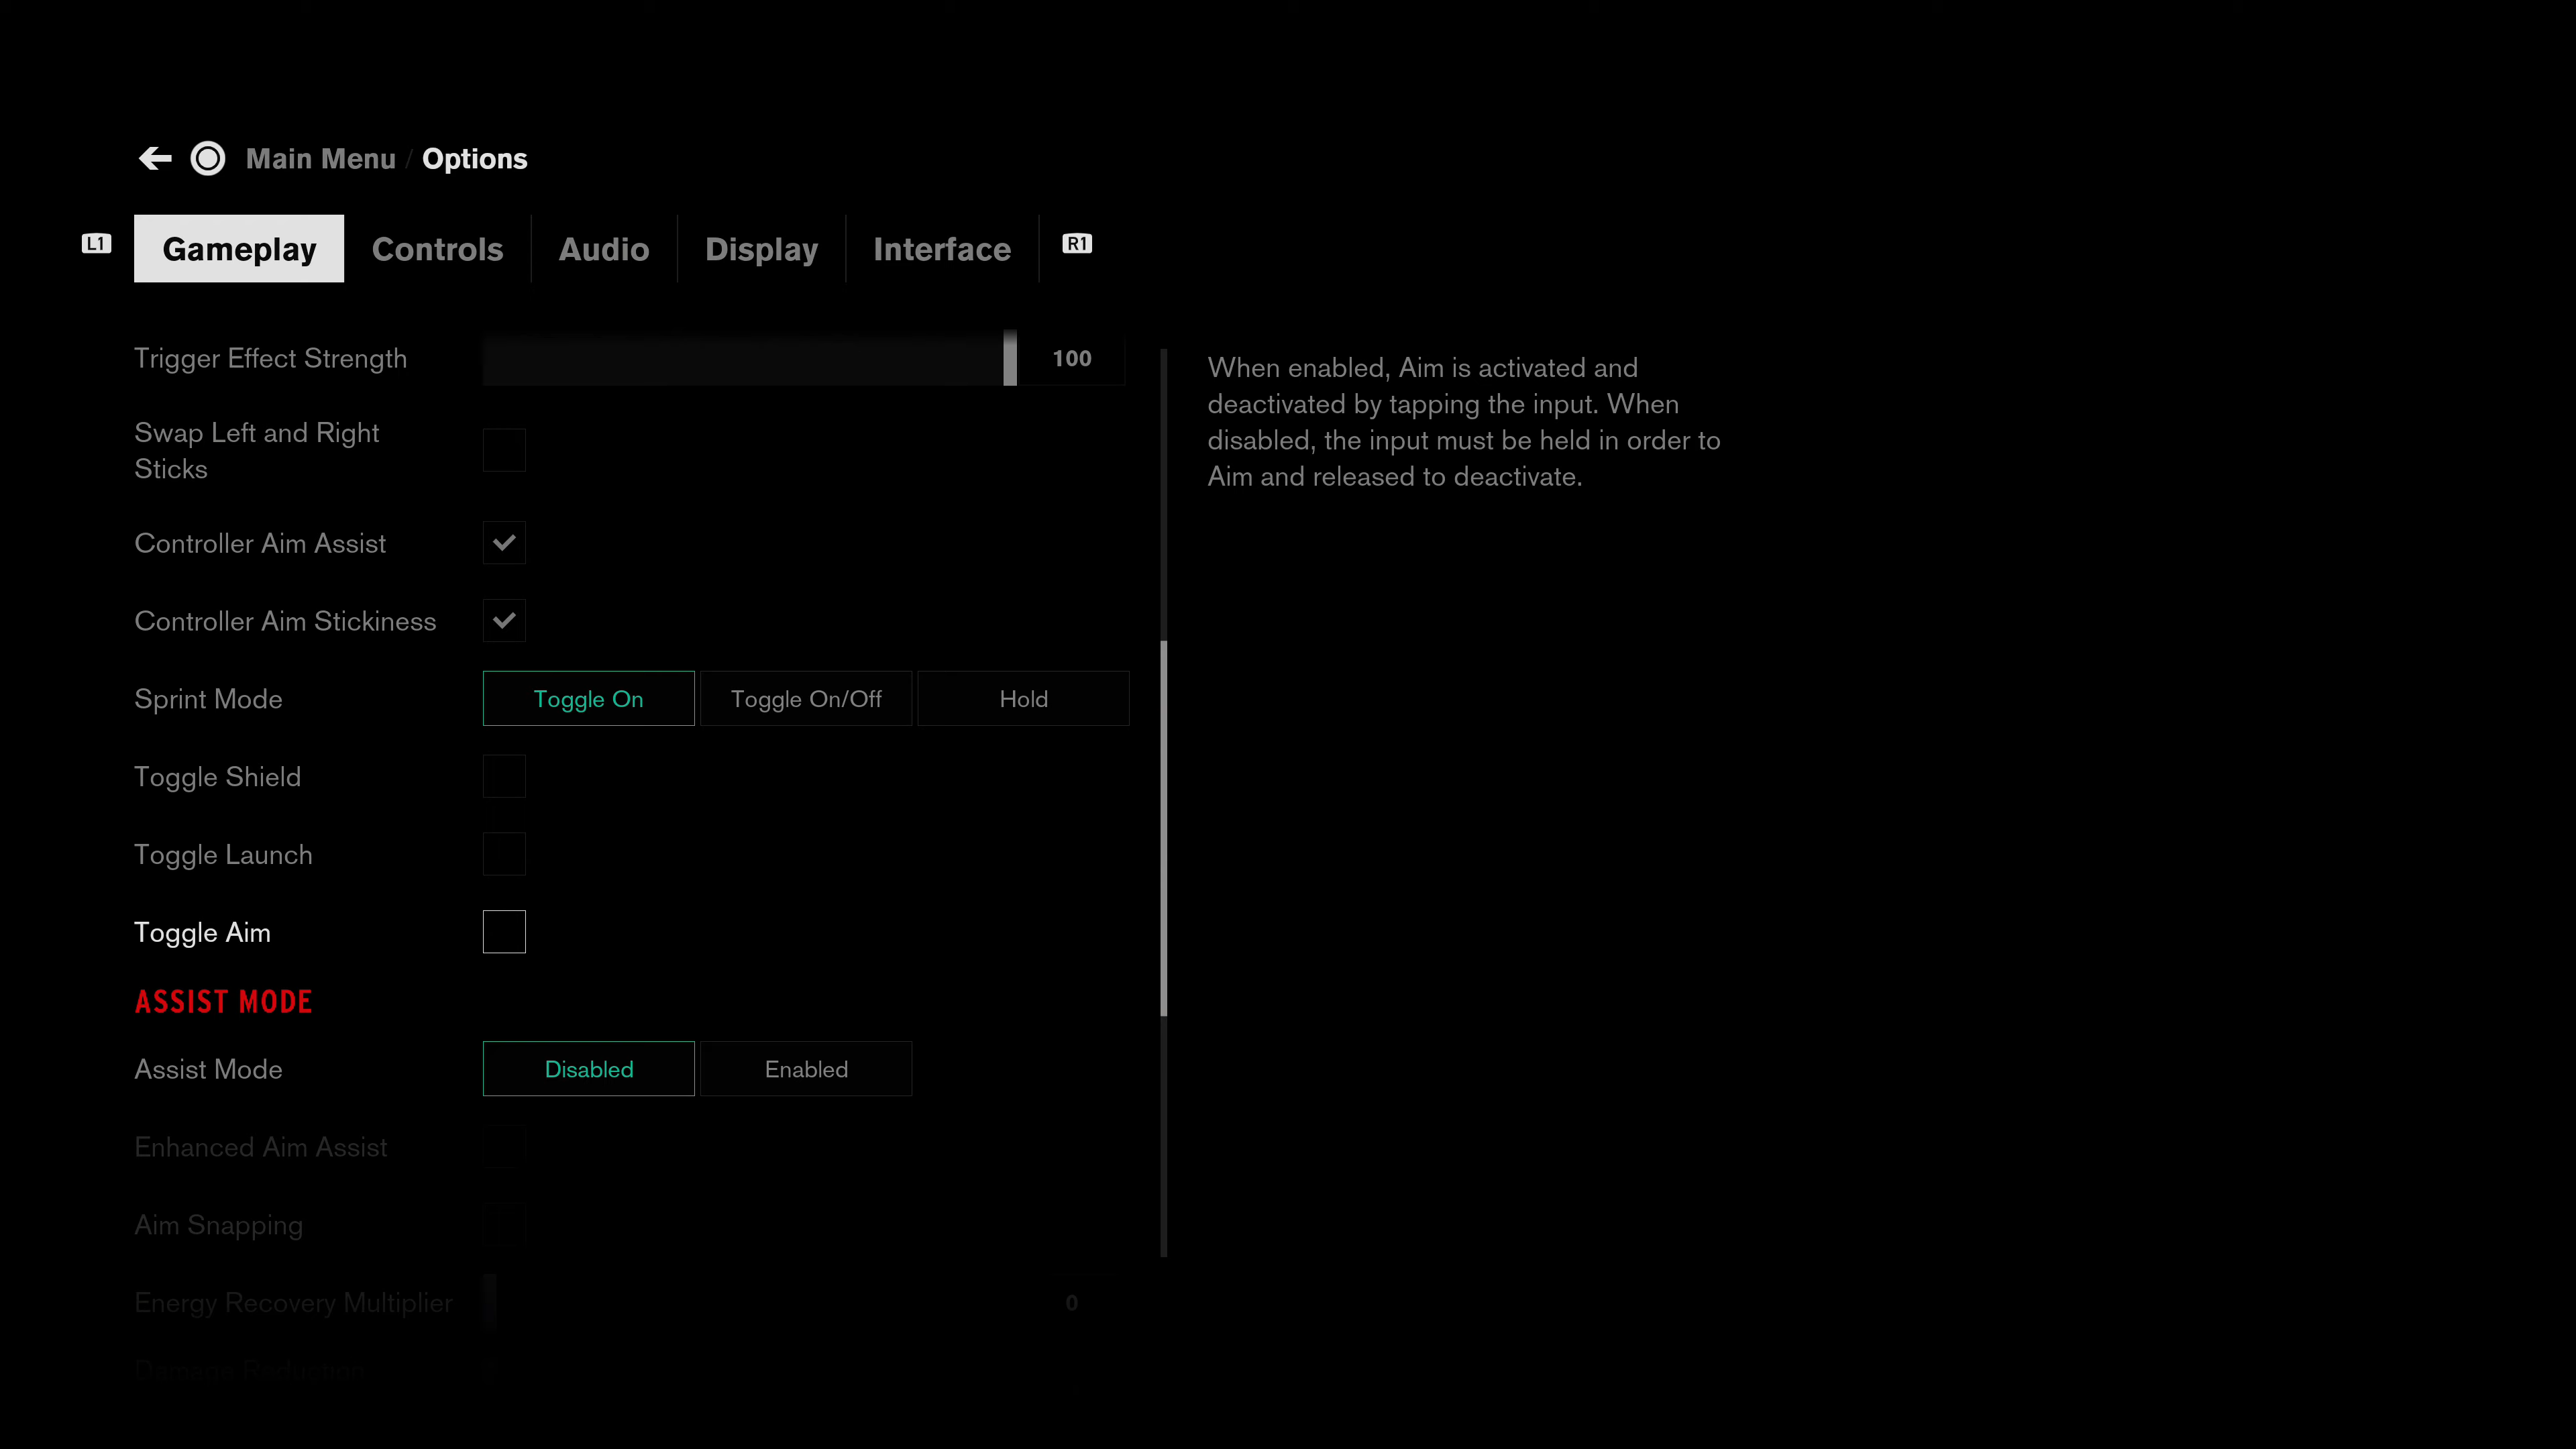 Main Menu / Options
L1 Gameplay Controls Audio Display Interface R1
Trigger Effect Strength 100
Swap Left and Right
Sticks
Controller Aim Assist
Controller Aim Stickiness
Sprint Mode Toggle On Toggle On/Off Hold
Toggle Shield
Toggle Launch
Toggle Aim
ASSIST MODE
Assist Mode Disabled Enabled
Enhanced Aim Assist
Aim Snapping
Energy Recovery Multiplier 0
Damage Reduction
When enabled, Aim is activated and
deactivated by tapping the input. When
disabled, the input must be held in order to
Aim and released to deactivate.